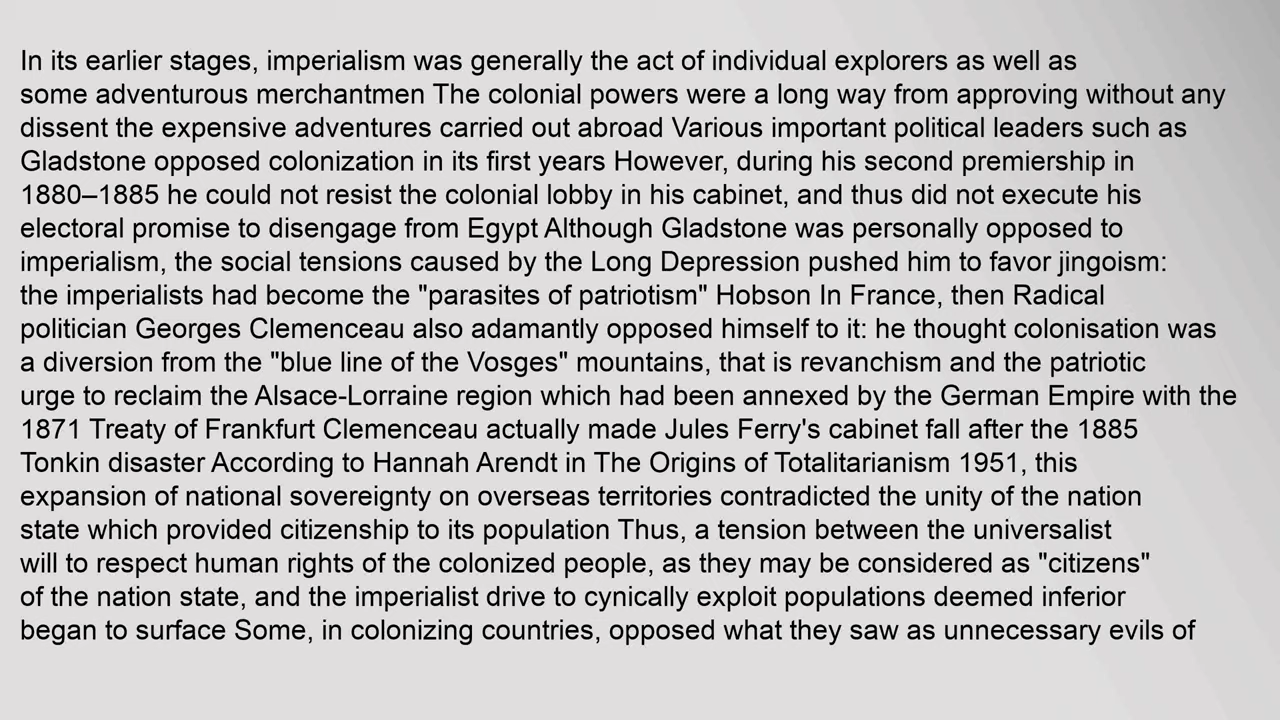 In its earlier stages, imperialism was generally the act of individual explorers as well as
some adventurous merchantmen The colonial powers were a long way from approving without any
dissent the expensive adventures carried out abroad Various important political leaders such as
Gladstone opposed colonization in its first years However, during his second premiership in
1880–1885 he could not resist the colonial lobby in his cabinet, and thus did not execute his
electoral promise to disengage from Egypt Although Gladstone was personally opposed to
imperialism, the social tensions caused by the Long Depression pushed him to favor jingoism:
the imperialists had become the "parasites of patriotism" Hobson In France, then Radical
politician Georges Clemenceau also adamantly opposed himself to it: he thought colonisation was
a diversion from the "blue line of the Vosges" mountains, that is revanchism and the patriotic
urge to reclaim the Alsace-Lorraine region which had been annexed by the German Empire with the
1871 Treaty of Frankfurt Clemenceau actually made Jules Ferry's cabinet fall after the 1885
Tonkin disaster According to Hannah Arendt in The Origins of Totalitarianism 1951, this
expansion of national sovereignty on overseas territories contradicted the unity of the nation
state which provided citizenship to its population Thus, a tension between the universalist
will to respect human rights of the colonized people, as they may be considered as "citizens"
of the nation state, and the imperialist drive to cynically exploit populations deemed inferior
began to surface Some, in colonizing countries, opposed what they saw as unnecessary evils of